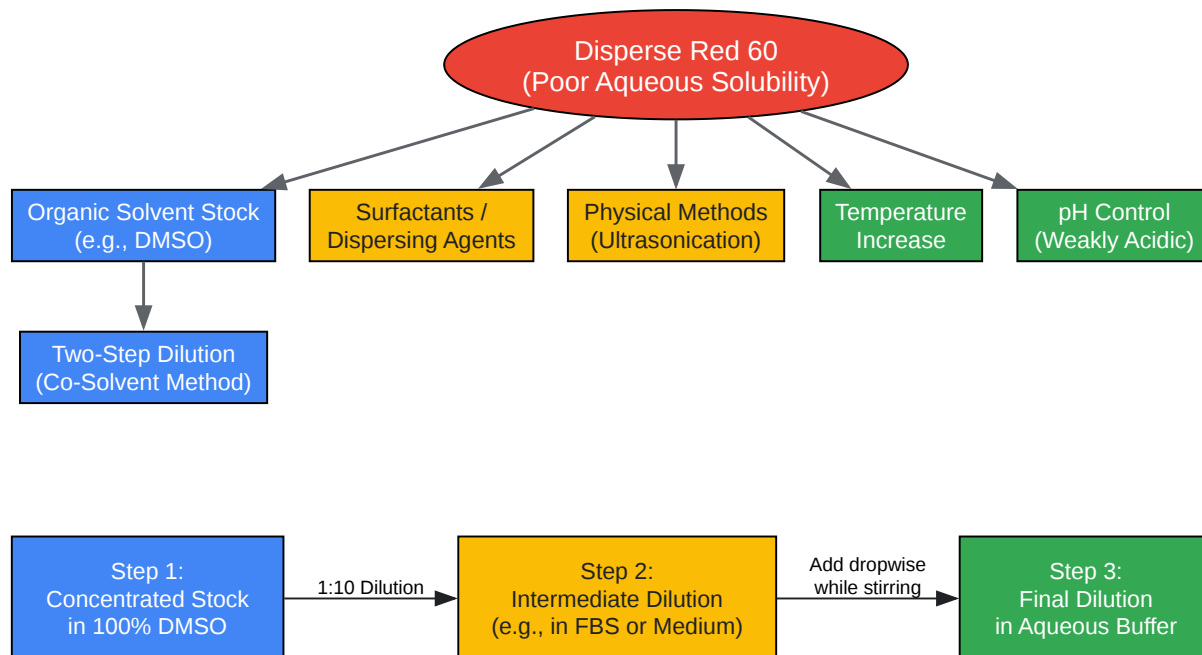 Disperse Red 60
(Poor Aqueous Solubility)
Organic Solvent Stock
(e.g., DMSO)
Surfactants /
Dispersing Agents
Physical Methods
(Ultrasonication)
Temperature
Increase
pH Control
(Weakly Acidic)
Two-Step Dilution
(Co-Solvent Method)
Step 1:
Concentrated Stock
in 100% DMSO
1:10 Dilution
Step 2:
Intermediate Dilution
(e.g., in FBS or Medium)
Add dropwise
while stirring
Step 3:
Final Dilution
in Aqueous Buffer